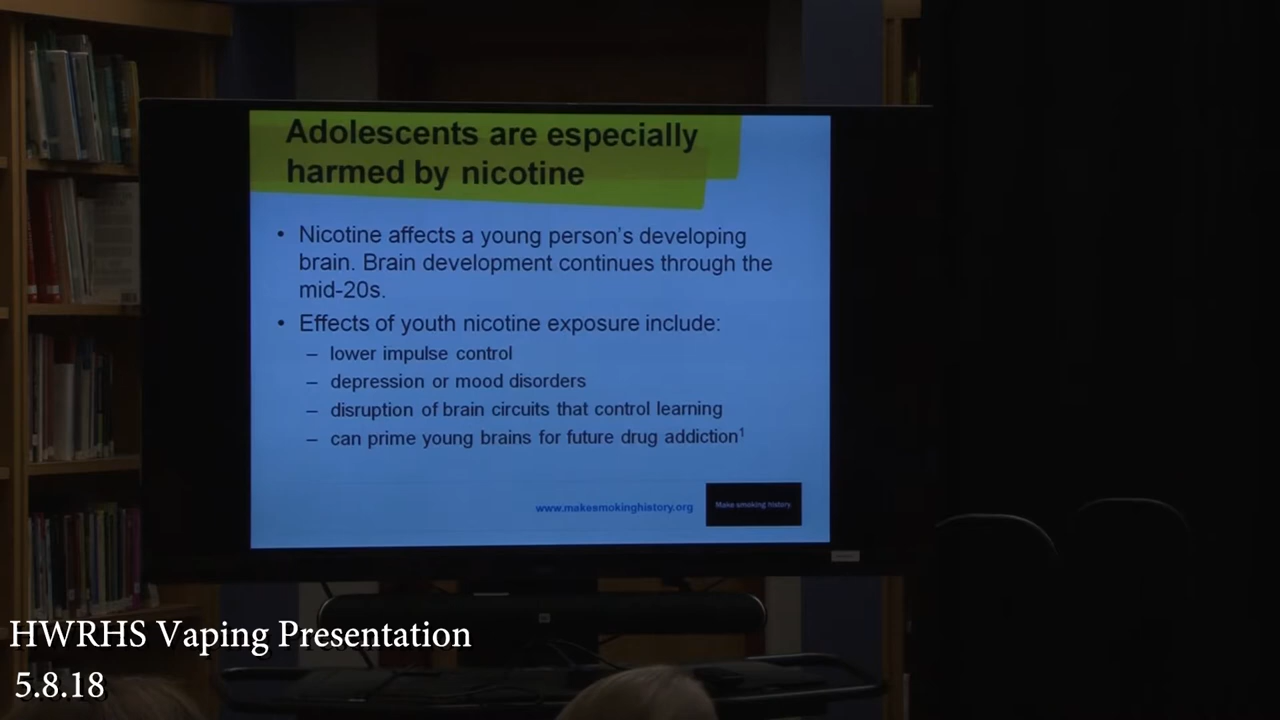 Adolescents are especially
harmed by nicotine
• Nicotine affects a young person's developing
brain. Brain development continues through the
mid-20s.
• Effects of youth nicotine exposure include:
– lower impulse control
– depression or mood disorders
– disruption of brain circuits that control learning
– can prime young brains for future drug addiction¹
www.makesmokinghistory.org
Make smoking history
HWRHS Vaping Presentation
5.8.18